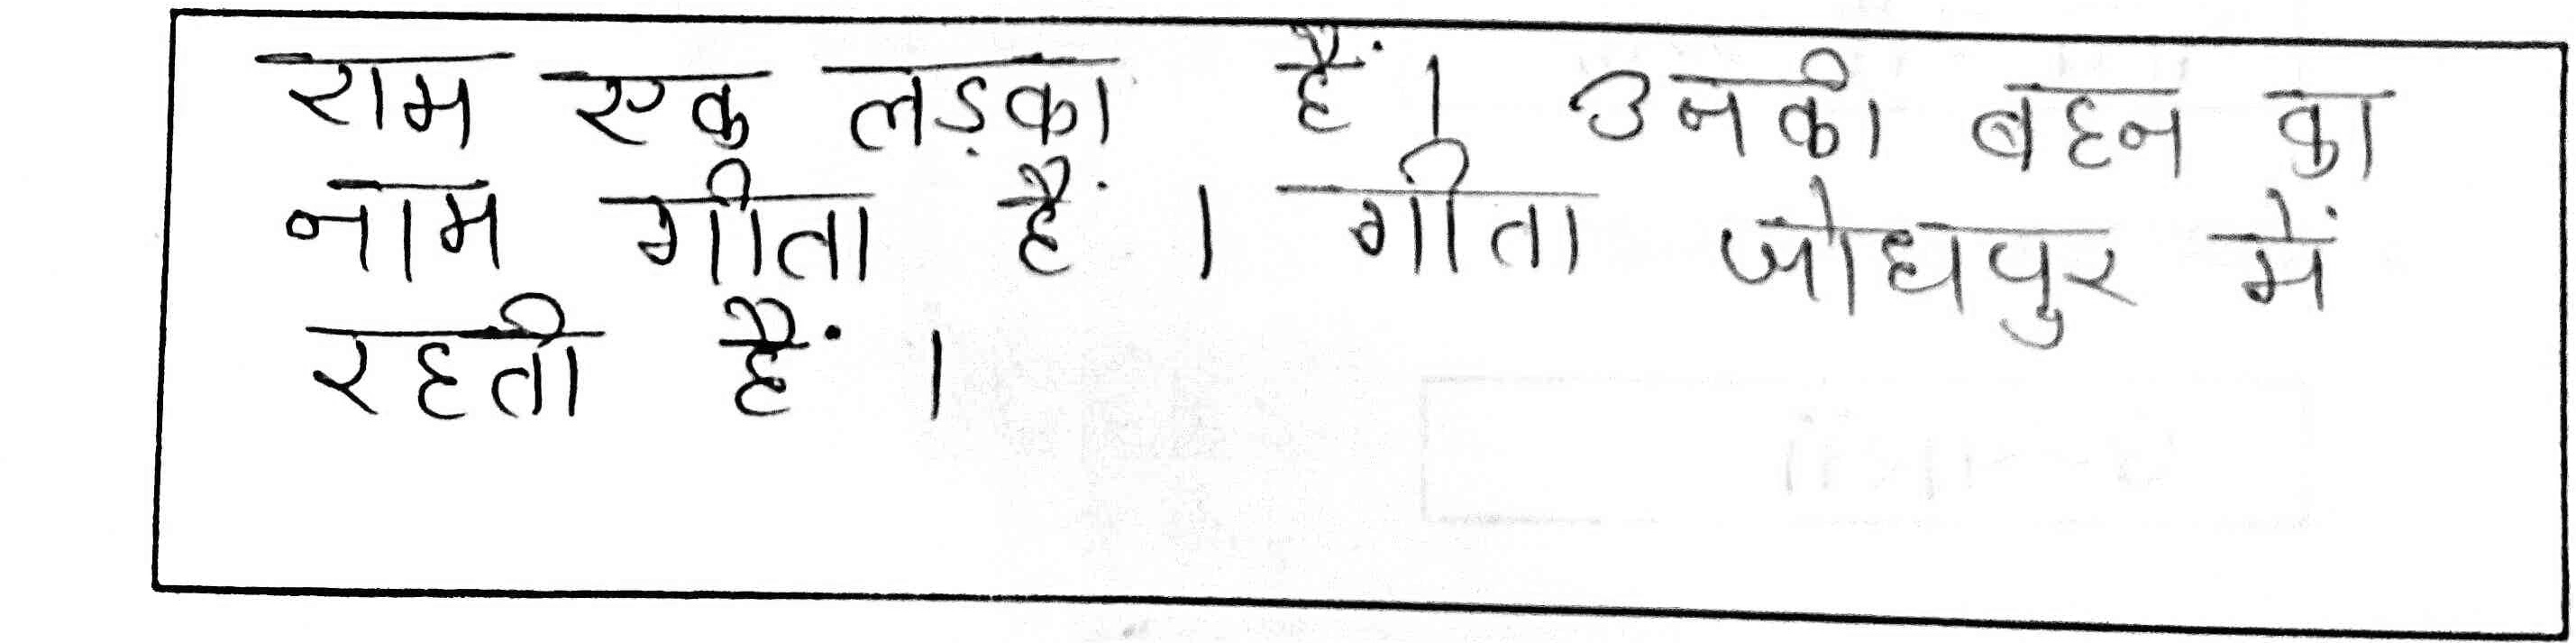 राम एक लड़का हैं। उनकी बहन का
नाम गीता हैं । गीता जोधपुर में
रहती हैं ।